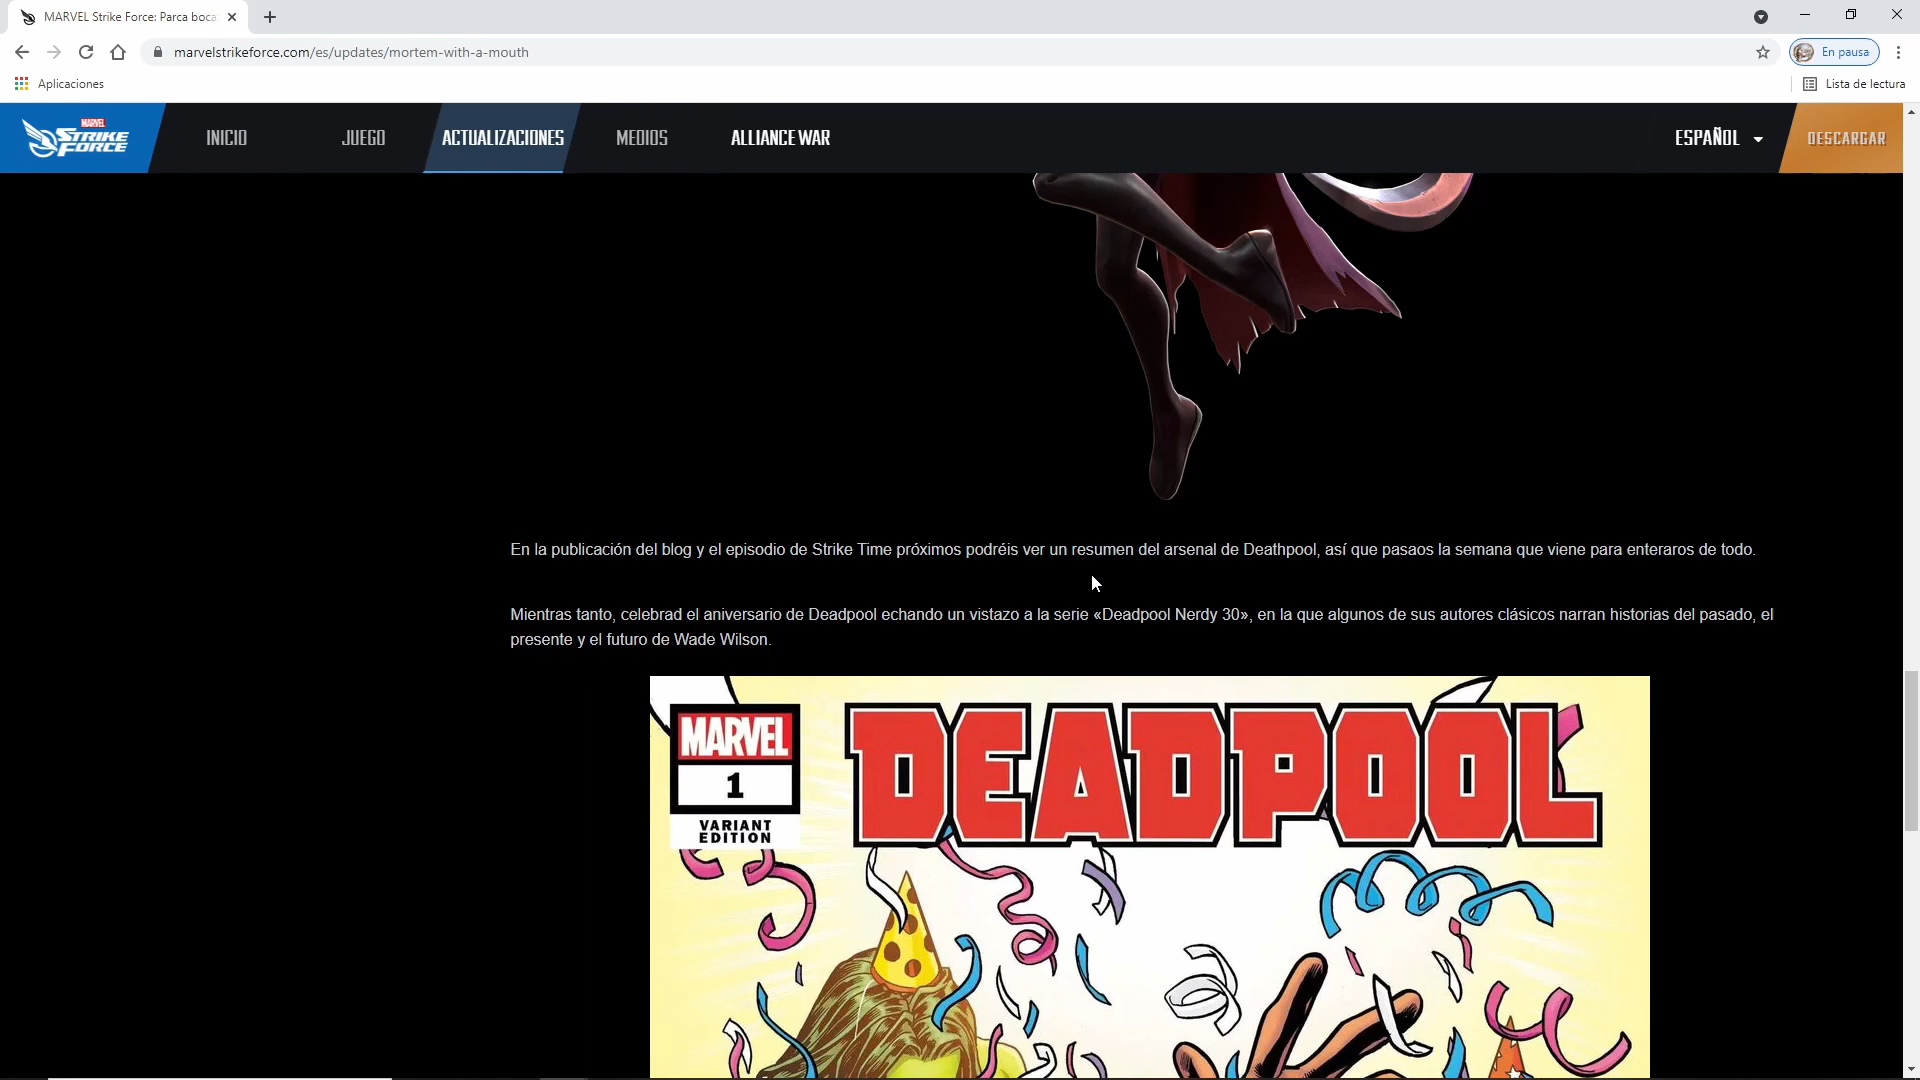 MARVEL Strike Force: Parca boca
marvelstrikeforce.com/es/updates/mortem-with-a-mouth
En pausa
Aplicaciones
Lista de lectura
MARVEL
STRIKE
FORCE
INICIO
JUEGO
ACTUALIZACIONES
MEDIOS
ALLIANCE WAR
ESPAÑOL
DESCARGAR
En la publicación del blog y el episodio de Strike Time próximos podréis ver un resumen del arsenal de Deathpool, así que pasaos la semana que viene para enteraros de todo.
Mientras tanto, celebrad el aniversario de Deadpool echando un vistazo a la serie «Deadpool Nerdy 30», en la que algunos de sus autores clásicos narran historias del pasado, el
presente y el futuro de Wade Wilson.
MARVEL
1
VARIANT
EDITION
DEADPOOL